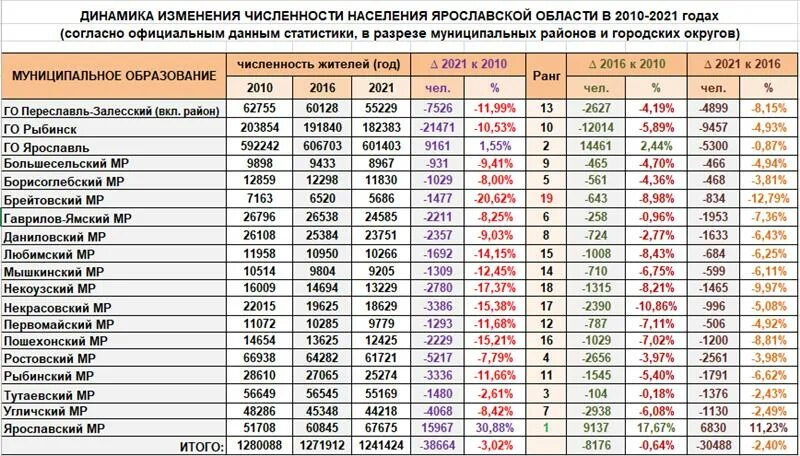 ДИНАМИКА ИЗМЕНЕНИЯ ЧИСЛЕННОСТИ НАСЕЛЕНИЯ ЯРОСЛАВСКОЙ ОБЛАСТИ В 2010-2021 годах
(согласно официальным данным статистики, в разрезе муниципальных районов и городских округов)
МУНИЦИПАЛЬНОЕ ОБРАЗОВАНИЕ численность жителей (год) Δ 2021 к 2010 Ранг Δ 2016 к 2010 Δ 2021 к 2016
2010 2016 2021 чел. % чел. % чел. %
ГО Переславль-Залесский (вкл. район) 62755 60128 55229 -7526 -11,99% 13 -2627 -4,19% -4899 -8,15%
ГО Рыбинск 203854 191840 182383 -21471 -10,53% 10 -12014 -5,89% -9457 -4,93%
ГО Ярославль 592242 606703 601403 9161 1,55% 2 14461 2,44% -5300 -0,87%
Большесельский МР 9898 9433 8967 -931 -9,41% 9 -465 -4,70% -466 -4,94%
Борисоглебский МР 12859 12298 11830 -1029 -8,00% 5 -561 -4,36% -468 -3,81%
Брейтовский МР 7163 6520 5686 -1477 -20,62% 19 -643 -8,98% -834 -12,79%
Гаврилов-Ямский МР 26796 26538 24585 -2211 -8,25% 6 -258 -0,96% -1953 -7,36%
Даниловский МР 26108 25384 23751 -2357 -9,03% 8 -724 -2,77% -1633 -6,43%
Любимский МР 11958 10950 10266 -1692 -14,15% 15 -1008 -8,43% -684 -6,25%
Мышкинский МР 10514 9804 9205 -1309 -12,45% 14 -710 -6,75% -599 -6,11%
Некоузский МР 16009 14694 13229 -2780 -17,37% 18 -1315 -8,21% -1465 -9,97%
Некрасовский МР 22015 19625 18629 -3386 -15,38% 17 -2390 -10,86% -996 -5,08%
Первомайский МР 11072 10285 9779 -1293 -11,68% 12 -787 -7,11% -506 -4,92%
Пошехонский МР 14654 13625 12425 -2229 -15,21% 16 -1029 -7,02% -1200 -8,81%
Ростовский МР 66938 64282 61721 -5217 -7,79% 4 -2656 -3,97% -2561 -3,98%
Рыбинский МР 28610 27065 25274 -3336 -11,66% 11 -1545 -5,40% -1791 -6,62%
Тутаевский МР 56649 56545 55169 -1480 -2,61% 3 -104 -0,18% -1376 -2,43%
Угличский МР 48286 45348 44218 -4068 -8,42% 7 -2938 -6,08% -1130 -2,49%
Ярославский МР 51708 60845 67675 15967 30,88% 1 9137 17,67% 6830 11,23%
ИТОГО: 1280088 1271912 1241424 -38664 -3,02% -8176 -0,64% -30488 -2,40%